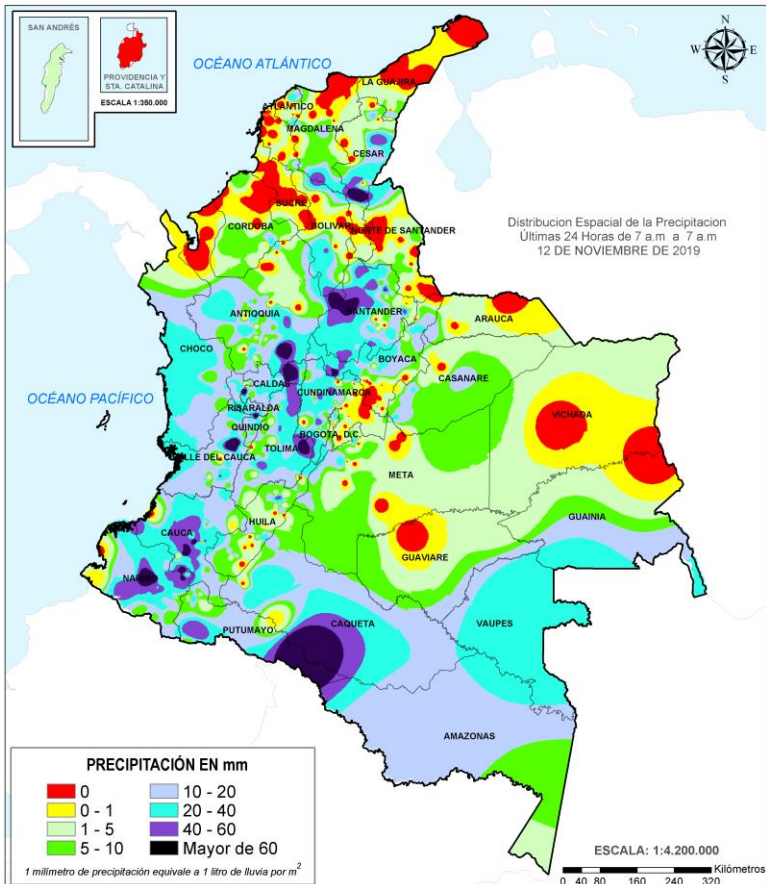 SAN ANDRÉS
PROVIDENCIA Y
STA. CATALINA
ESCALA 1:350.000
OCÉANO ATLÁNTICO
N
W
E
S
LA GUAJIRA
ATLANTICO
MAGDALENA
CESAR
SUCRE
CORDOBA
BOLIVAR
NORTE DE SANTANDER
Distribucion Espacial de la Precipitacion
Últimas 24 Horas de 7 a.m a 7 a.m
12 DE NOVIEMBRE DE 2019
ANTIOQUIA
SANTANDER
ARAUCA
CHOCO
BOYACA
OCÉANO PACÍFICO
CALDAS
CUNDINAMARCA
CASANARE
RISARALDA
VICHADA
QUINDIO
BOGOTA, D.C.
TOLIMA
VALLE DEL CAUCA
META
HUILA
GUAINIA
CAUCA
GUAVIARE
NARIÑO
PUTUMAYO
CAQUETA
VAUPES
AMAZONAS
PRECIPITACIÓN EN mm
0
10 - 20
0 - 1
20 - 40
1 - 5
40 - 60
5 - 10
Mayor de 60
1 milímetro de precipitación equivale a 1 litro de lluvia por m²
ESCALA: 1:4.200.000
Kilómetros
0 40 80 160 240 320